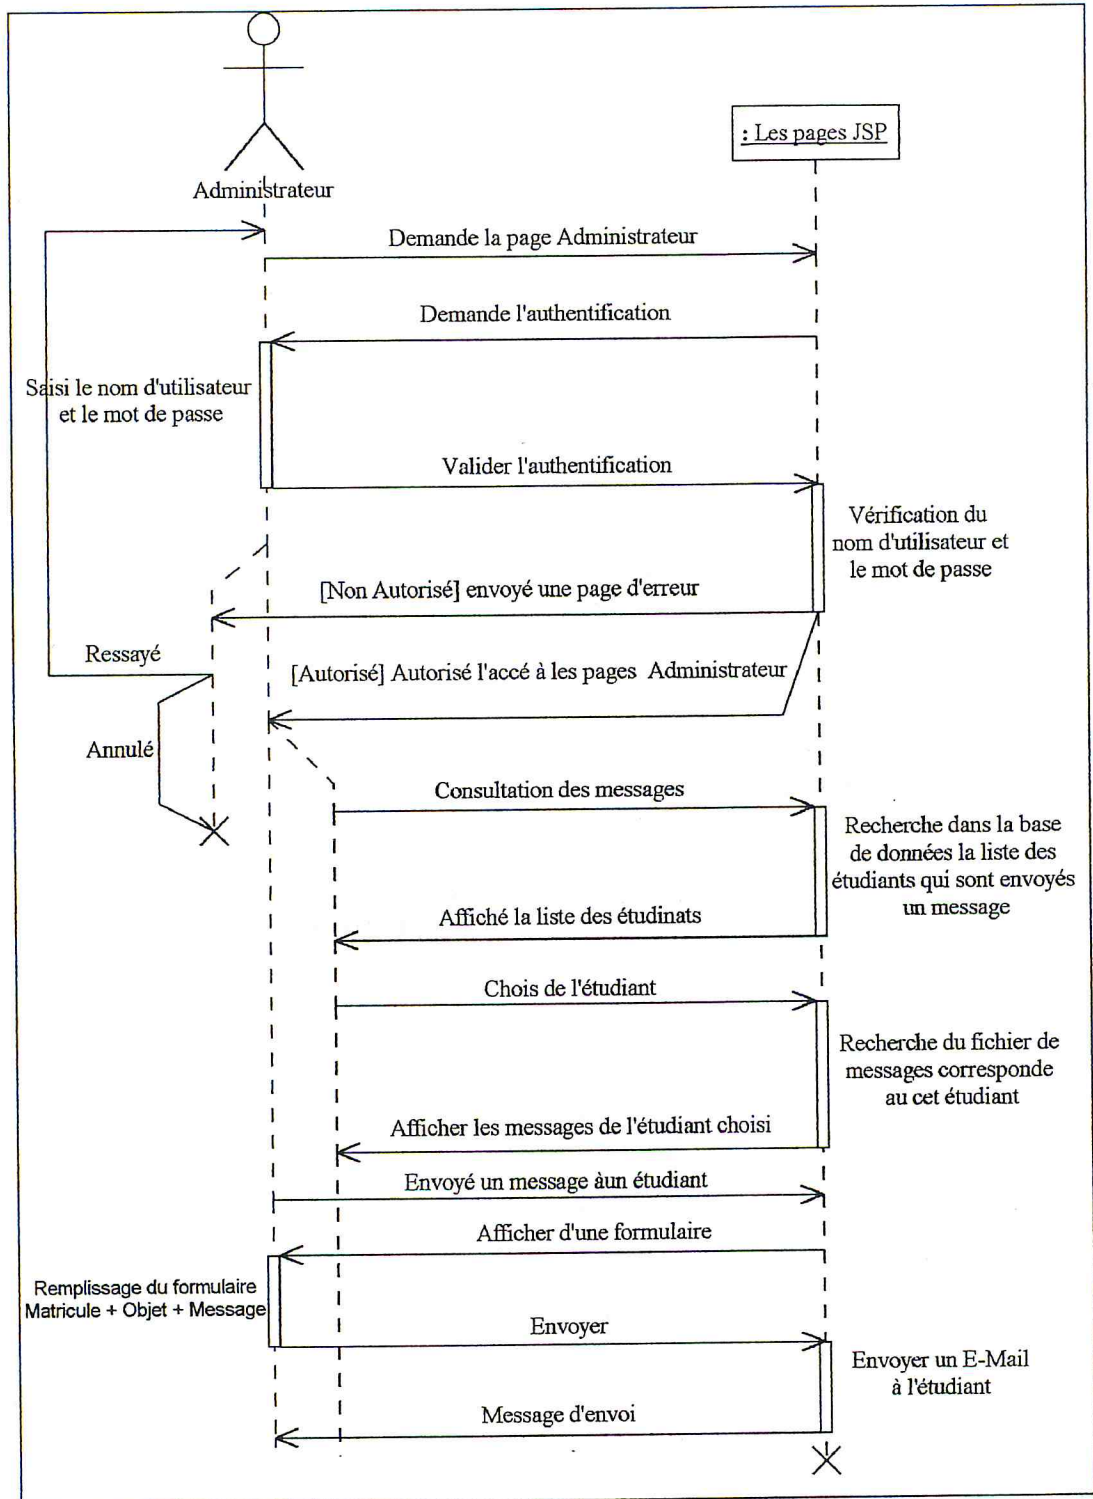 : Les pages JSP
Administrateur
Demande la page Administrateur
Demande l'authentification
Saisi le nom d'utilisateur
et le mot de passe
Valider l'authentification
Vérification du
nom d'utilisateur et
le mot de passe
[Non Autorisé] envoyé une page d'erreur
Ressayé
[Autorisé] Autorisé l'accé à les pages Administrateur
Annulé
Consultation des messages
Recherche dans la base
de données la liste des
étudiants qui sont envoyés
un message
Affiché la liste des étudinats
Chois de l'étudiant
Recherche du fichier de
messages corresponde
au cet étudiant
Afficher les messages de l'étudiant choisi
Envoyé un message àun étudiant
Afficher d'une formulaire
Remplissage du formulaire
Matricule + Objet + Message
Envoyer
Envoyer un E-Mail
à l'étudiant
Message d'envoi